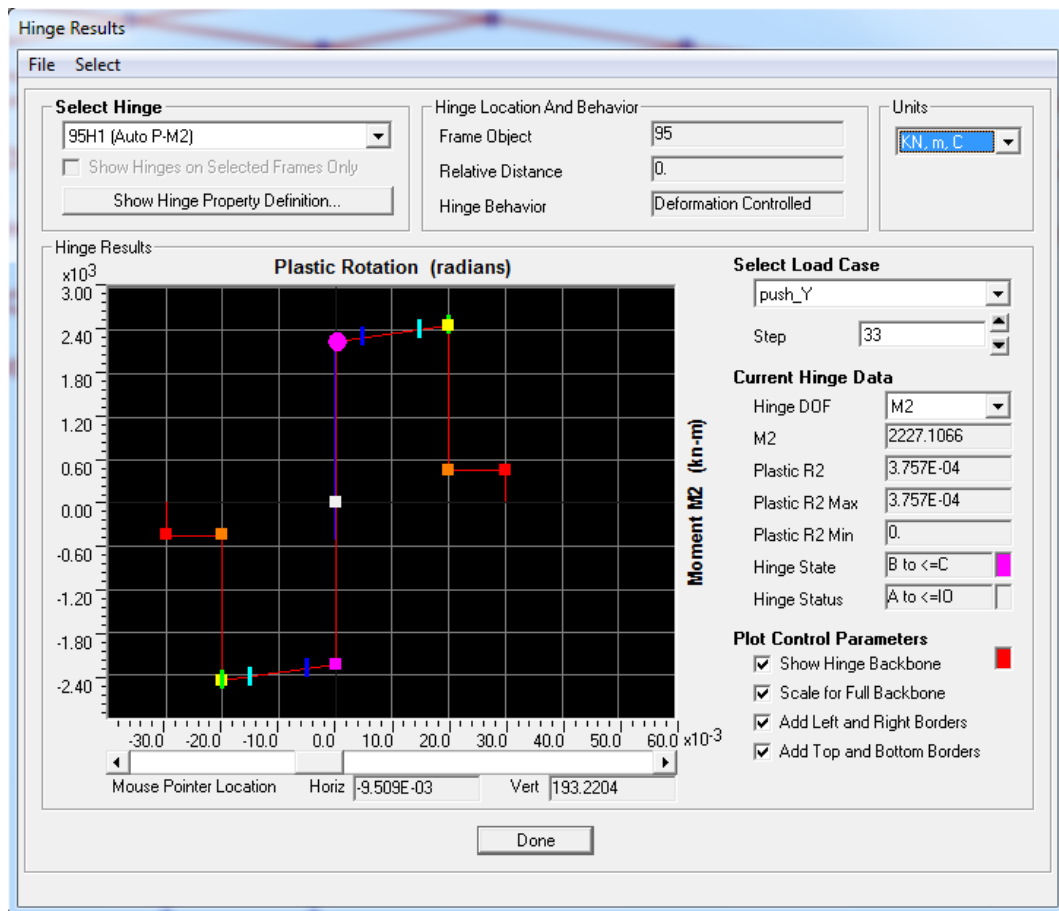 Hinge Results
File Select
Select Hinge
95H1 (Auto P-M2)
Show Hinges on Selected Frames Only
Show Hinge Property Definition...
Hinge Location And Behavior
Frame Object 95
Relative Distance 0.
Hinge Behavior Deformation Controlled
Units
KN, m, C
Hinge Results
x10^3
Plastic Rotation (radians)
3.00
2.40
1.80
1.20
0.60
0.00
-0.60
-1.20
-1.80
-2.40
-30.0 -20.0 -10.0 0.0 10.0 20.0 30.0 40.0 50.0 60.0 x10^-3
Moment M2 (kn-m)
Mouse Pointer Location Horiz -9.509E-03 Vert 193.2204
Select Load Case
push_Y
Step 33
Current Hinge Data
Hinge DOF M2
M2 2227.1066
Plastic R2 3.757E-04
Plastic R2 Max 3.757E-04
Plastic R2 Min 0.
Hinge State B to <=C
Hinge Status A to <=IO
Plot Control Parameters
Show Hinge Backbone
Scale for Full Backbone
Add Left and Right Borders
Add Top and Bottom Borders
Done